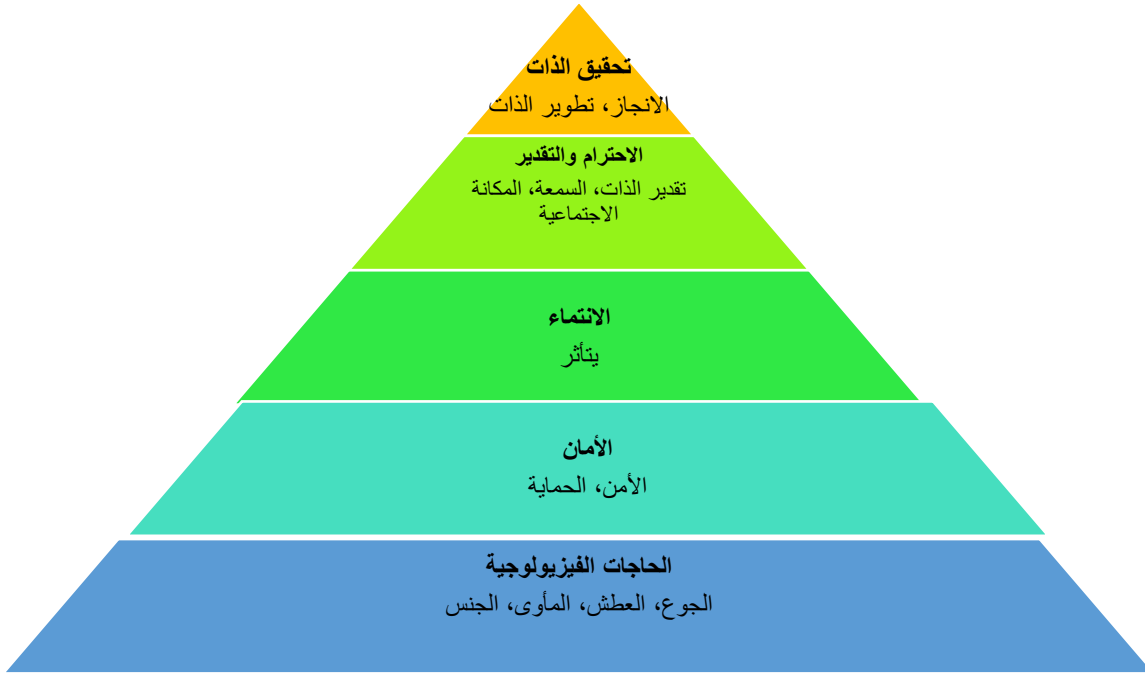 تحقيق الذات
الانجاز، تطوير الذات
الاحترام والتقدير
تقدير الذات، السمعة، المكانة
الاجتماعية
الانتماء
يتأثر
الأمان
الأمن، الحماية
الحاجات الفيزيولوجية
الجوع، العطش، المأوى، الجنس